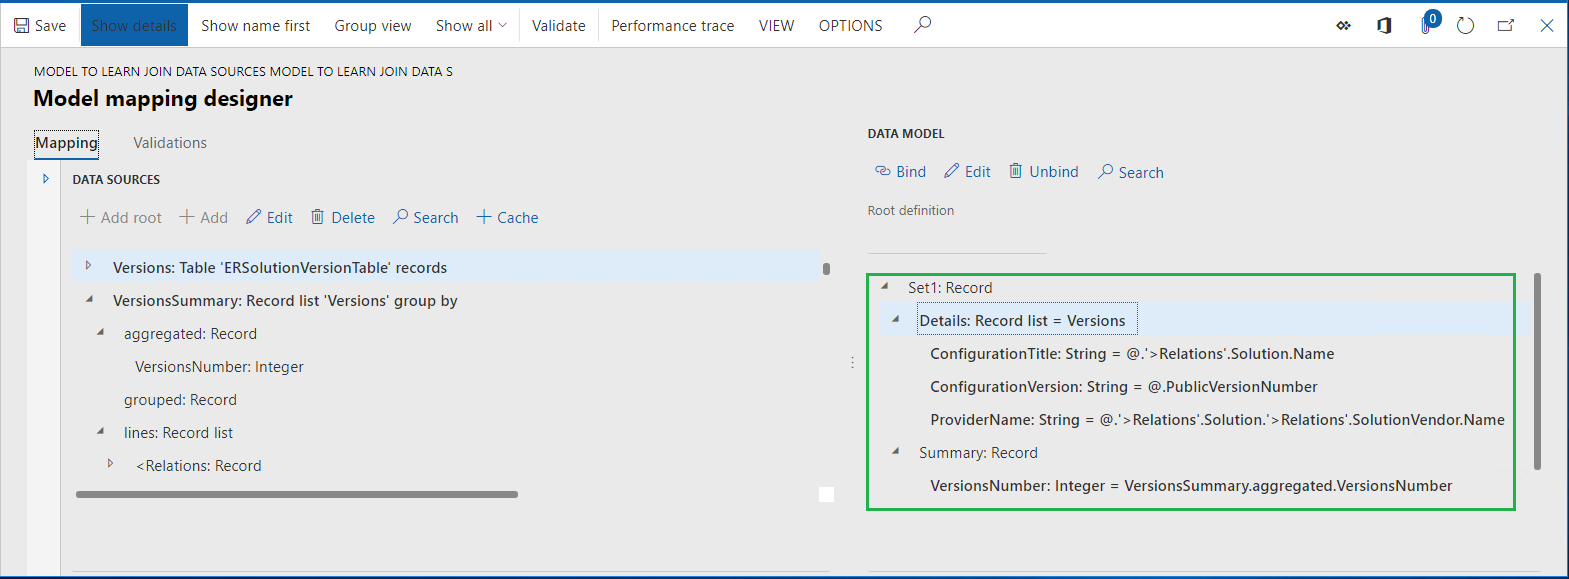 Save Show details Show name first Group view Show all Validate Performance trace VIEW OPTIONS 0
MODEL TO LEARN JOIN DATA SOURCES MODEL TO LEARN JOIN DATA S
Model mapping designer
Mapping Validations
DATA SOURCES
Add root Add Edit Delete Search Cache
Versions: Table 'ERSolutionVersionTable' records
VersionsSummary: Record list 'Versions' group by
aggregated: Record
VersionsNumber: Integer
grouped: Record
lines: Record list
<Relations: Record
DATA MODEL
Bind Edit Unbind Search
Root definition
Set1: Record
Details: Record list = Versions
ConfigurationTitle: String = @.'>Relations'.Solution.Name
ConfigurationVersion: String = @.PublicVersionNumber
ProviderName: String = @.'>Relations'.Solution.'>Relations'.SolutionVendor.Name
Summary: Record
VersionsNumber: Integer = VersionsSummary.aggregated.VersionsNumber